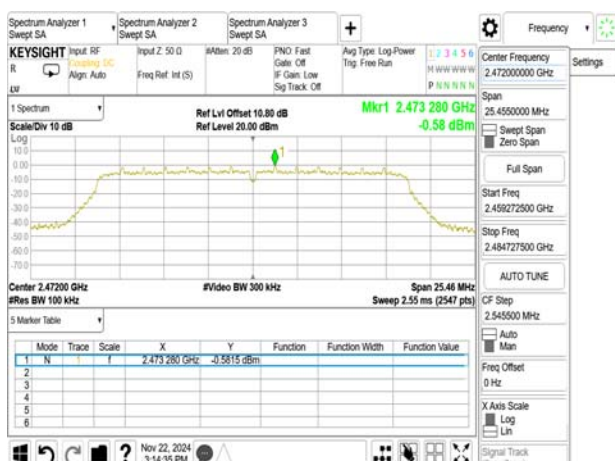 Spectrum Analyzer 1
Swept SA
Spectrum Analyzer 2
Swept SA
Spectrum Analyzer 3
Swept SA
+
Frequency
KEYSIGHT
R
Input: RF
Coupling: DC
Align: Auto
Input Z: 50 Ω
Freq Ref: Int (S)
#Atten: 20 dB
PNO: Fast
Gate: Off
IF Gain: Low
Sig Track: Off
Avg Type: Log-Power
Trig: Free Run
1 2 3 4 5 6
M W W W W W
P N N N N N
Settings
1 Spectrum
Scale/Div 10 dB
Log
Ref Lvl Offset 10.80 dB
Ref Level 20.00 dBm
Mkr1 2.473 280 GHz
-0.58 dBm
10.0
0.00
-10.0
-20.0
-30.0
-40.0
-50.0
-60.0
-70.0
1
Center 2.47200 GHz
#Res BW 100 kHz
#Video BW 300 kHz
Span 25.46 MHz
Sweep 2.55 ms (2547 pts)
5 Marker Table
Mode Trace Scale X Y Function Function Width Function Value
1 N 1 f 2.473 280 GHz -0.5815 dBm
2
3
4
5
6
Center Frequency
2.472000000 GHz
Span
25.4550000 MHz
Swept Span
Zero Span
Full Span
Start Freq
2.459272500 GHz
Stop Freq
2.484727500 GHz
AUTO TUNE
CF Step
2.545500 MHz
Auto
Man
Freq Offset
0 Hz
X Axis Scale
Log
Lin
Signal Track
?
Nov 22, 2024
3:14:35 PM